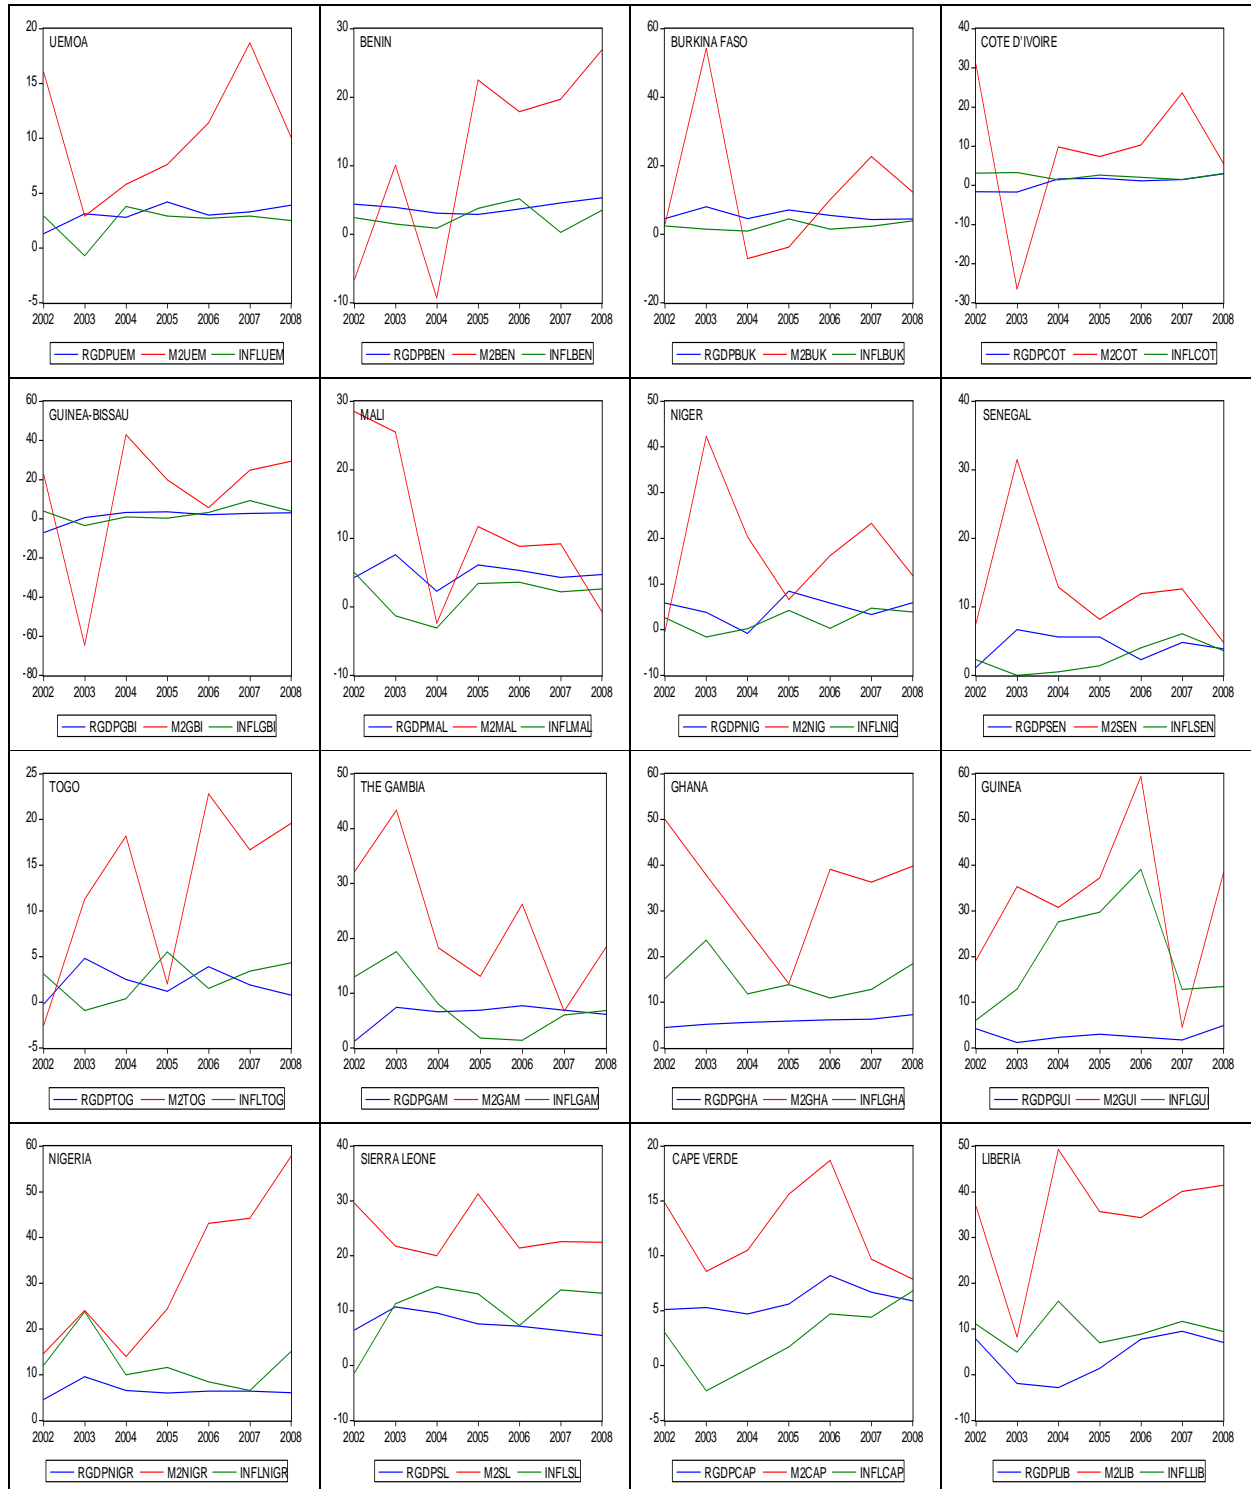 UEMOA
20
15
10
5
0
-5
2002 2003 2004 2005 2006 2007 2008
RGDPUEM M2UEM INFLUEM
BENIN
30
20
10
0
-10
2002 2003 2004 2005 2006 2007 2008
RGDPBEN M2BEN INFLBEN
BURKINA FASO
60
40
20
0
-20
2002 2003 2004 2005 2006 2007 2008
RGDPBUK M2BUK INFLBUK
COTE D'IVOIRE
40
30
20
10
0
-10
-20
-30
2002 2003 2004 2005 2006 2007 2008
RGDPCOT M2COT INFLCOT
GUINEA-BISSAU
60
40
20
0
-20
-40
-60
-80
2002 2003 2004 2005 2006 2007 2008
RGDPGBI M2GBI INFLGBI
MALI
30
20
10
0
-10
2002 2003 2004 2005 2006 2007 2008
RGDPMAL M2MAL INFLMAL
NIGER
50
40
30
20
10
0
-10
2002 2003 2004 2005 2006 2007 2008
RGDPNIG M2NIG INFLNIG
SENEGAL
40
30
20
10
0
2002 2003 2004 2005 2006 2007 2008
RGDPSEN M2SEN INFLSEN
TOGO
25
20
15
10
5
0
-5
2002 2003 2004 2005 2006 2007 2008
RGDPTOG M2TOG INFLTOG
THE GAMBIA
50
40
30
20
10
0
2002 2003 2004 2005 2006 2007 2008
RGDPGAM M2GAM INFLGAM
GHANA
60
50
40
30
20
10
0
2002 2003 2004 2005 2006 2007 2008
RGDPGHA M2GHA INFLGHA
GUINEA
60
50
40
30
20
10
0
2002 2003 2004 2005 2006 2007 2008
RGDPGUI M2GUI INFLGUI
NIGERIA
60
50
40
30
20
10
0
2002 2003 2004 2005 2006 2007 2008
RGDPNIGR M2NIGR INFLNIGR
SIERRA LEONE
40
30
20
10
0
-10
2002 2003 2004 2005 2006 2007 2008
RGDPSL M2SL INFLSL
CAPE VERDE
20
15
10
5
0
-5
2002 2003 2004 2005 2006 2007 2008
RGDPCAP M2CAP INFLCAP
LIBERIA
50
40
30
20
10
0
-10
2002 2003 2004 2005 2006 2007 2008
RGDPLIB M2LIB INFLLIB